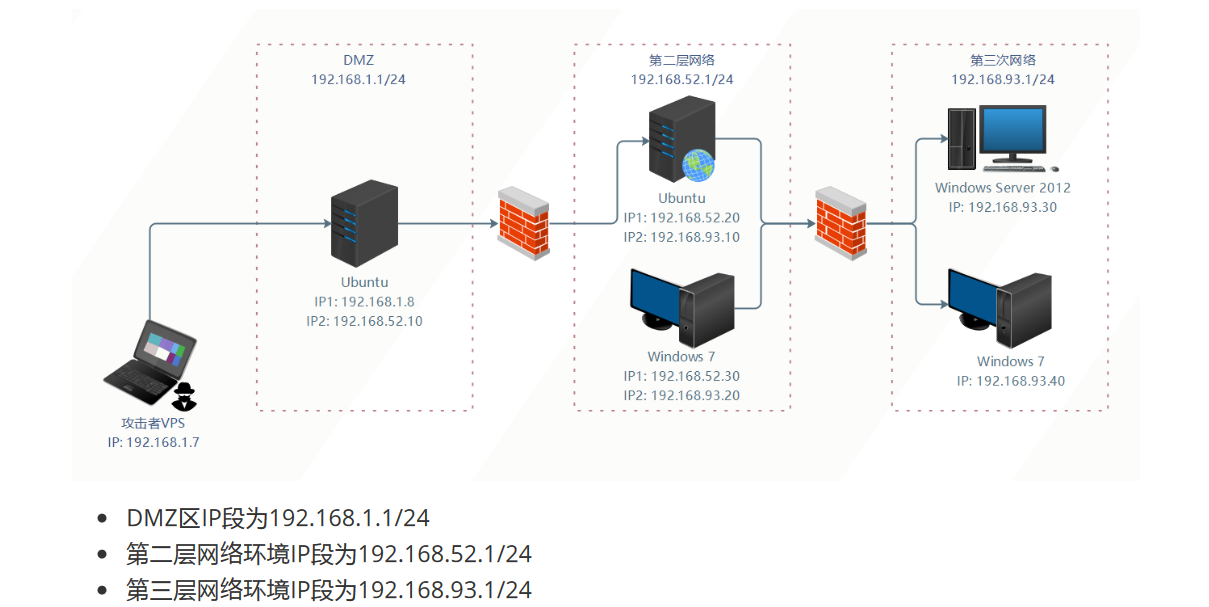 DMZ
192.168.1.1/24
第二层网络
192.168.52.1/24
第三次网络
192.168.93.1/24
Ubuntu
IP1: 192.168.1.8
IP2: 192.168.52.10
Ubuntu
IP1: 192.168.52.20
IP2: 192.168.93.10
Windows 7
IP1: 192.168.52.30
IP2: 192.168.93.20
Windows Server 2012
IP: 192.168.93.30
Windows 7
IP: 192.168.93.40
攻击者VPS
IP: 192.168.1.7
• DMZ区IP段为192.168.1.1/24
• 第二层网络环境IP段为192.168.52.1/24
• 第三层网络环境IP段为192.168.93.1/24